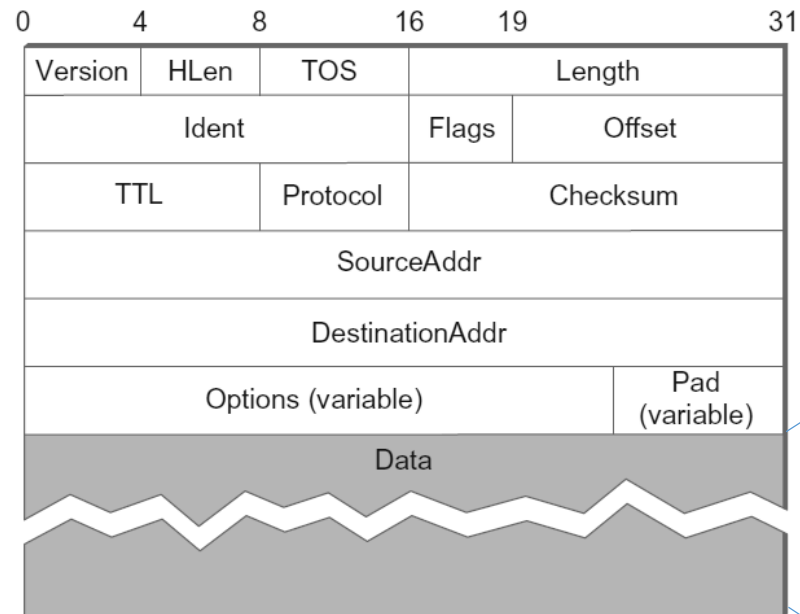 0 4 8 16 19 31
Version HLen TOS Length
Ident Flags Offset
TTL Protocol Checksum
SourceAddr
DestinationAddr
Options (variable) Pad
(variable)
Data